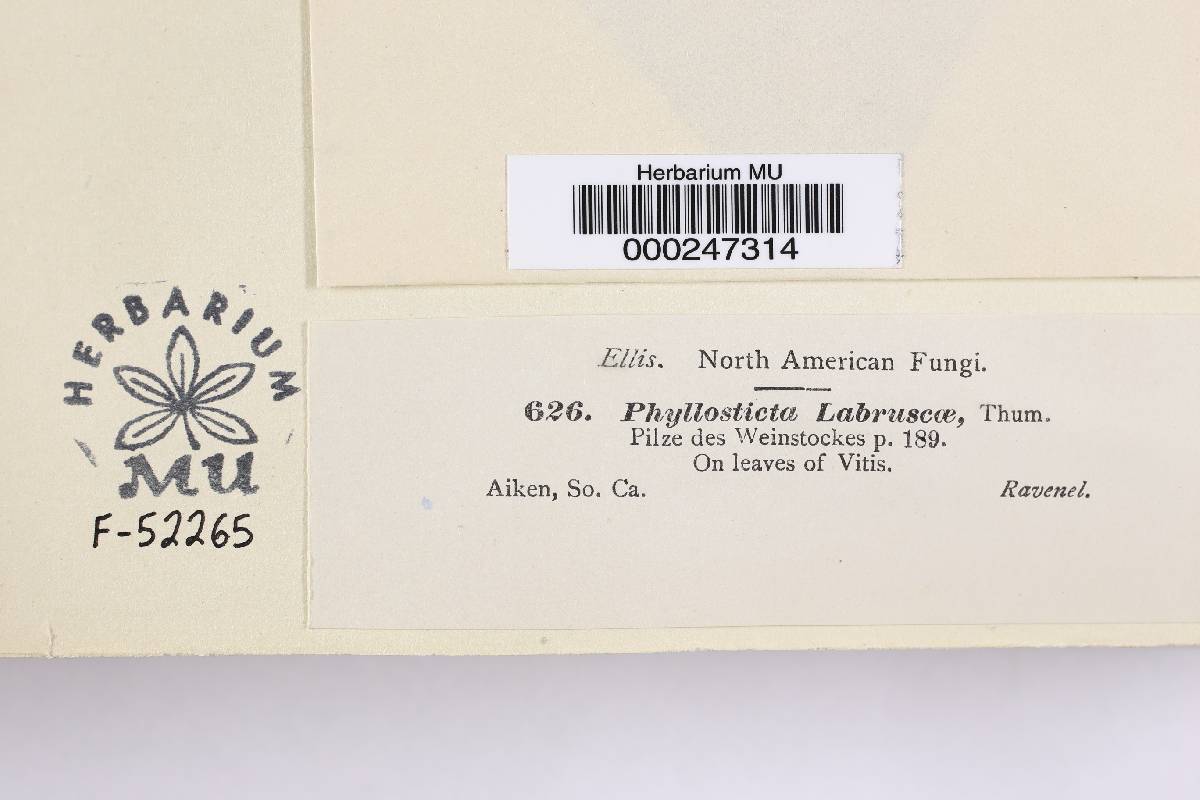 Herbarium MU
000247314
HERBARIUM
MU
F-52265
Ellis. North American Fungi.
626. Phyllosticta Labruscæ, Thum.
Pilze des Weinstockes p. 189.
On leaves of Vitis.
Aiken, So. Ca. Ravenel.